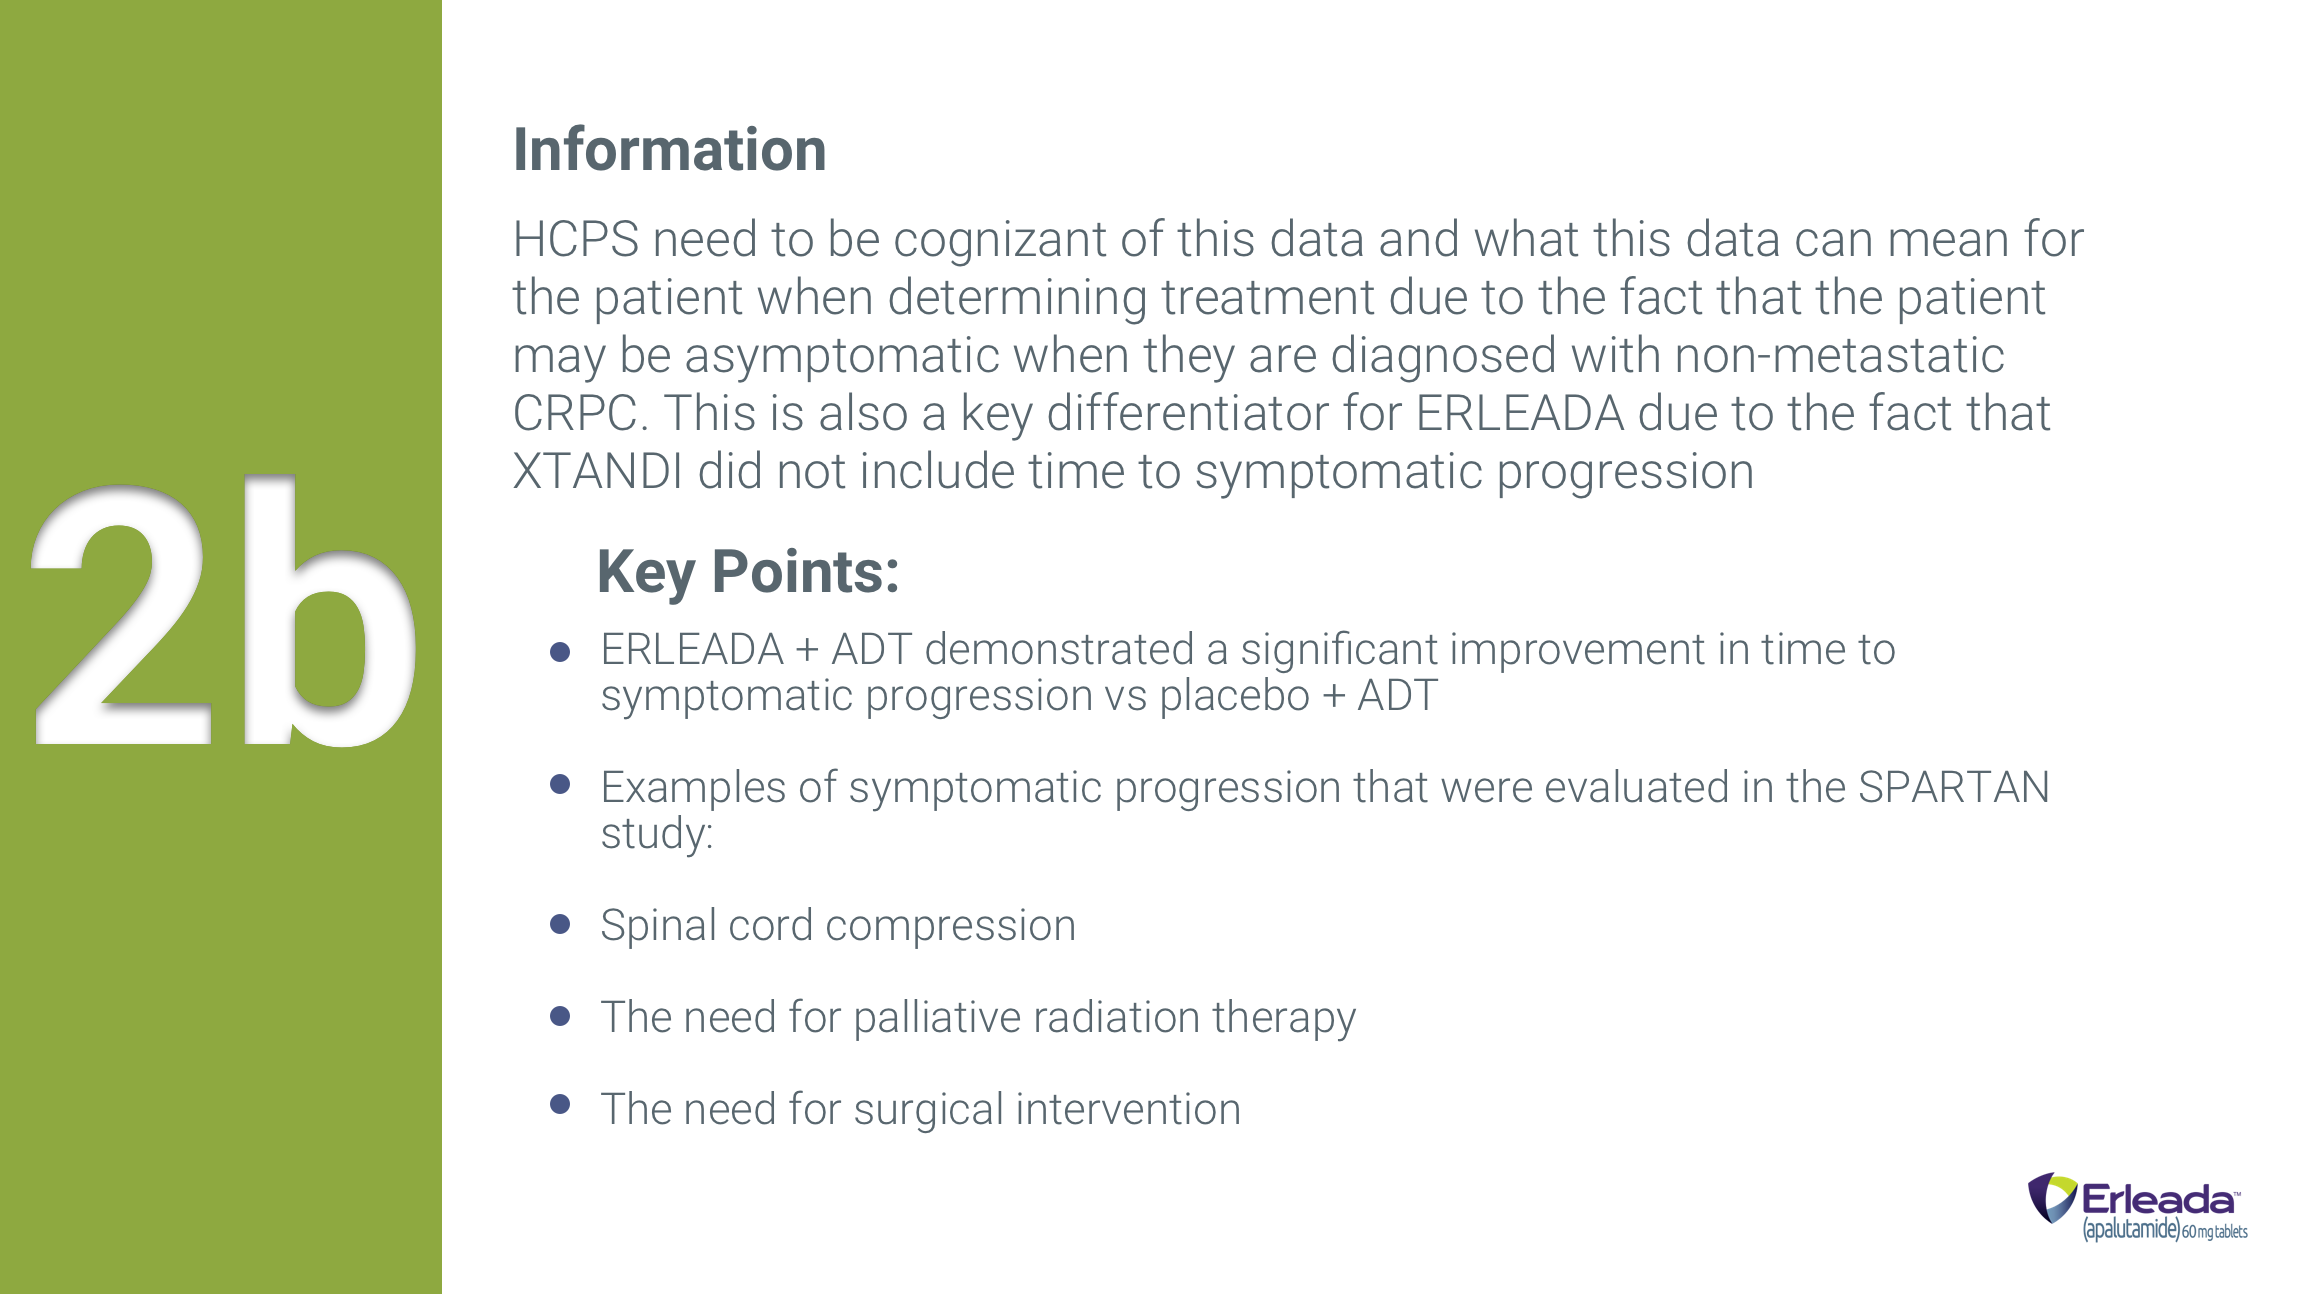 2b
Information
HCPS need to be cognizant of this data and what this data can mean for
the patient when determining treatment due to the fact that the patient
may be asymptomatic when they are diagnosed with non-metastatic
CRPC. This is also a key differentiator for ERLEADA due to the fact that
XTANDI did not include time to symptomatic progression
Key Points:
ERLEADA + ADT demonstrated a significant improvement in time to
symptomatic progression vs placebo + ADT
Examples of symptomatic progression that were evaluated in the SPARTAN
study:
Spinal cord compression
The need for palliative radiation therapy
The need for surgical intervention
Erleada™
(apalutamide) 60 mg tablets